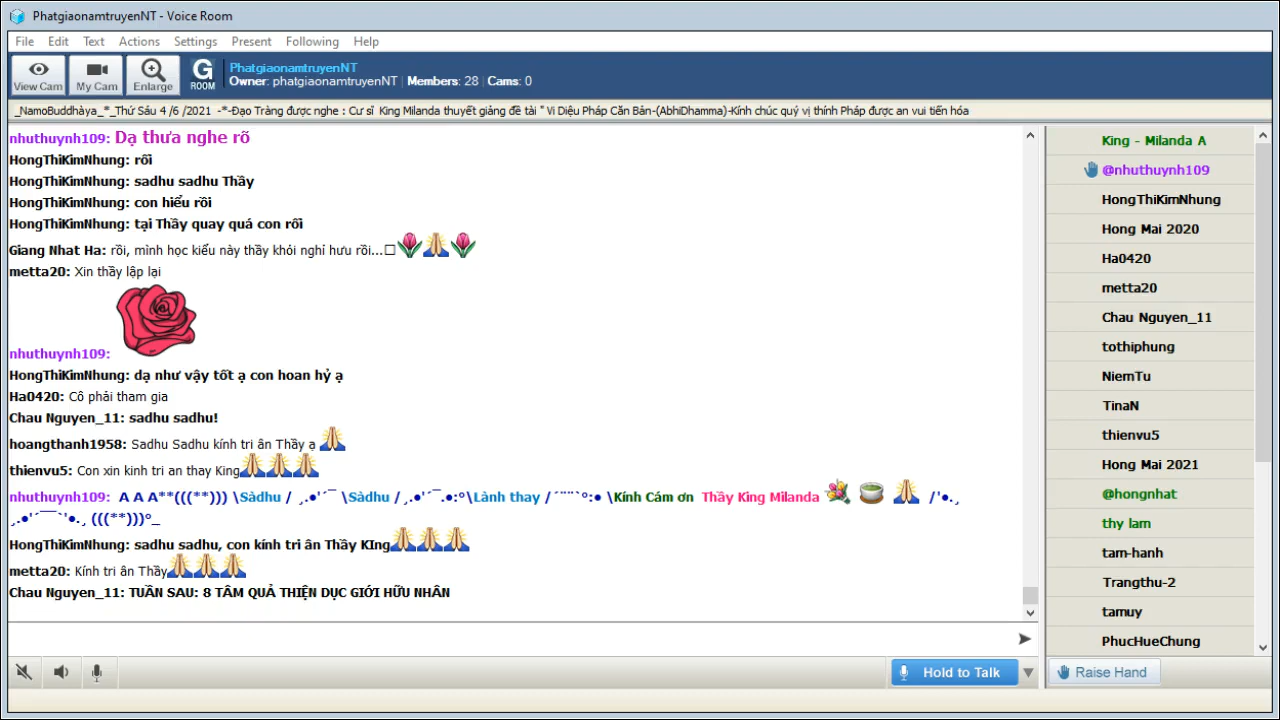 PhatgiaonamtruyenNT - Voice Room
File Edit Text Actions Settings Present Following Help
View Cam
My Cam
Enlarge
G
ROOM
PhatgiaonamtruyenNT
Owner: phatgiaonamtruyenNT | Members: 28 | Cams: 0
_NamoBuddhàya_*_Thứ Sáu 4 /6 /2021 -*-Đạo Tràng được nghe : Cư sĩ King Milanda thuyết giảng đề tài " Vi Diệu Pháp Căn Bản-(AbhiDhamma)-Kính chúc quý vị thính Pháp được an vui tiến hóa
nhuthuynh109: Dạ thưa nghe rõ
HongThiKimNhung: rồi
HongThiKimNhung: sadhu sadhu Thầy
HongThiKimNhung: con hiểu rồi
HongThiKimNhung: tại Thầy quay quá con rối
Giang Nhat Ha: rồi, mình học kiểu này thầy khỏi nghỉ hưu rồi...□🌷🙏🌷
metta20: Xin thầy lập lại
nhuthuynh109:
HongThiKimNhung: dạ như vậy tốt ạ con hoan hỷ ạ
Ha0420: Cô phải tham gia
Chau Nguyen_11: sadhu sadhu!
hoangthanh1958: Sadhu Sadhu kính tri ân Thầy ạ 🙏
thienvu5: Con xin kinh tri an thay King🙏🙏🙏
nhuthuynh109: A A A**(((**))) \Sàdhu / ¸.•'´¯ \Sàdhu / ¸.•'´¯.•:°\Lành thay /´¨¨`°:• \Kính Cám ơn Thầy King Milanda 💐 🍵 🙏 /'•.¸
¸.•'´¯¯`'•.¸ (((**)))°_
HongThiKimNhung: sadhu sadhu, con kính tri ân Thầy KIng🙏🙏🙏
metta20: Kính tri ân Thầy🙏🙏🙏
Chau Nguyen_11: TUẦN SAU: 8 TÂM QUẢ THIỆN DỤC GIỚI HỮU NHÂN
Hold to Talk
King - Milanda A
@nhuthuynh109
HongThiKimNhung
Hong Mai 2020
Ha0420
metta20
Chau Nguyen_11
tothiphung
NiemTu
TinaN
thienvu5
Hong Mai 2021
@hongnhat
thy lam
tam-hanh
Trangthu-2
tamuy
PhucHueChung
Raise Hand